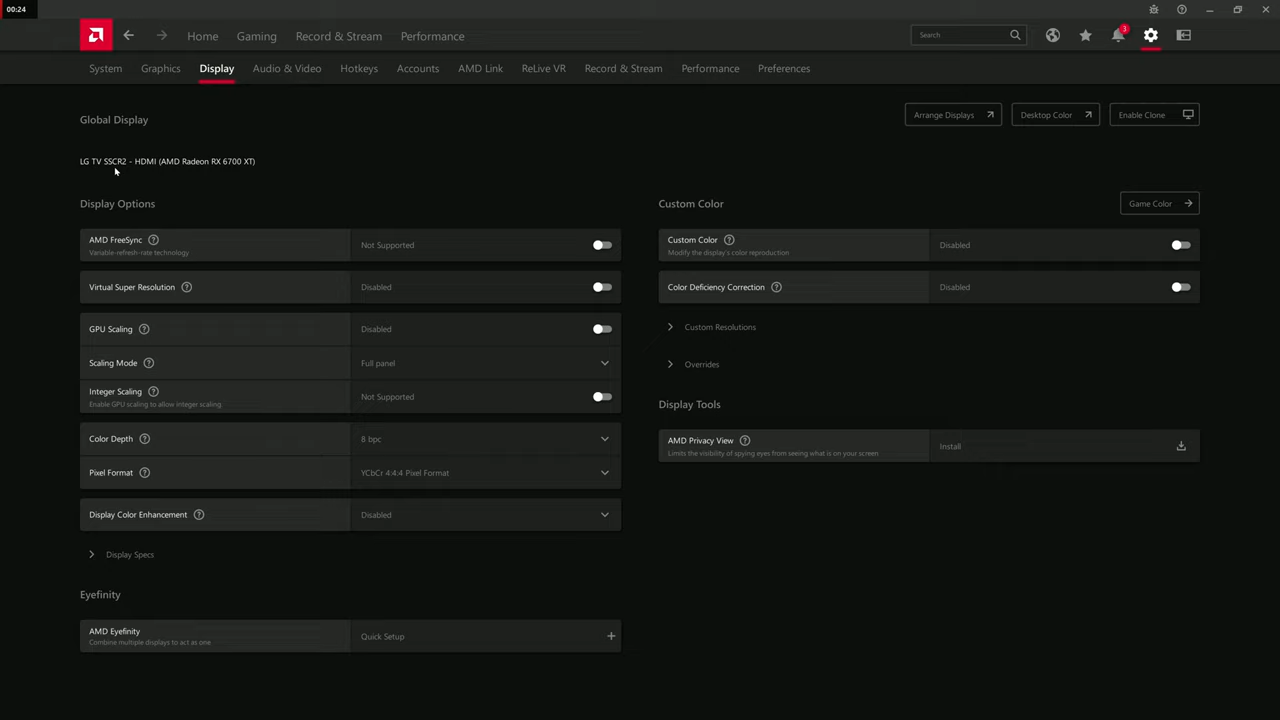 00:24
3
Home
Gaming
Record & Stream
Performance
Search
System
Graphics
Display
Audio & Video
Hotkeys
Accounts
AMD Link
ReLive VR
Record & Stream
Performance
Preferences
Global Display
Arrange Displays
Desktop Color
Enable Clone
LG TV SSCR2 - HDMI (AMD Radeon RX 6700 XT)
Display Options
AMD FreeSync
Variable-refresh-rate technology
Not Supported
Virtual Super Resolution
Disabled
GPU Scaling
Disabled
Scaling Mode
Full panel
Integer Scaling
Enable GPU scaling to allow integer scaling
Not Supported
Color Depth
8 bpc
Pixel Format
YCbCr 4:4:4 Pixel Format
Display Color Enhancement
Disabled
Display Specs
Eyefinity
AMD Eyefinity
Combine multiple displays to act as one
Quick Setup
Custom Color
Game Color
Custom Color
Modify the display's color reproduction
Disabled
Color Deficiency Correction
Disabled
Custom Resolutions
Overrides
Display Tools
AMD Privacy View
Limits the visibility of spying eyes from seeing what is on your screen
Install